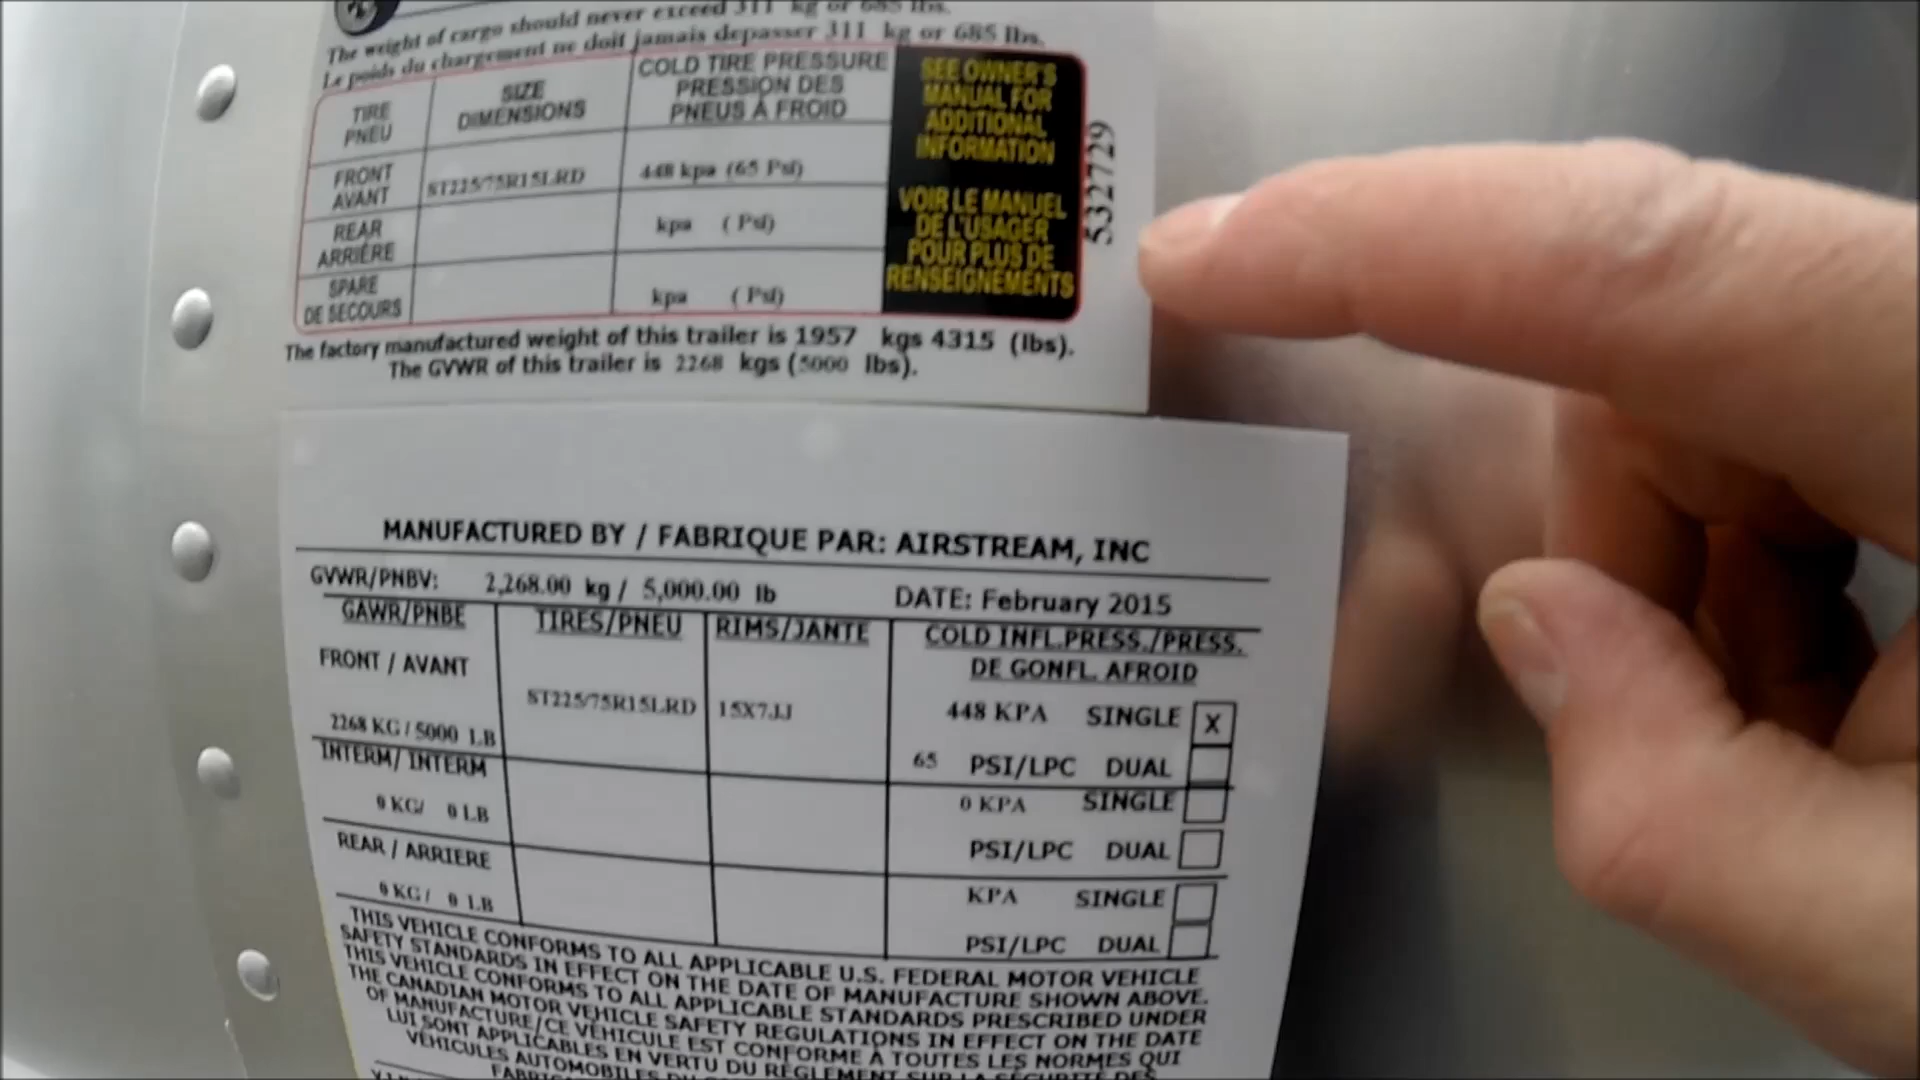 The weight of cargo should never exceed 311 kg or 685 lbs.
Le poids du chargement ne doit jamais depasser 311 kg or 685 lbs.
TIRE PNEU SIZE DIMENSIONS COLD TIRE PRESSURE PRESSION DES PNEUS À FROID
FRONT AVANT ST225/75R15LRD 448 kpa (65 Psi)
REAR ARRIÈRE kpa ( Psi)
SPARE DE SECOURS kpa ( Psi)
SEE OWNER'S
MANUAL FOR
ADDITIONAL
INFORMATION
VOIR LE MANUEL
DE L'USAGER
POUR PLUS DE
RENSEIGNEMENTS
5332729
The factory manufactured weight of this trailer is 1957 kgs 4315 (lbs).
The GVWR of this trailer is 2268 kgs (5000 lbs).
MANUFACTURED BY / FABRIQUE PAR: AIRSTREAM, INC
GVWR/PNBV: 2,268.00 kg / 5,000.00 lb DATE: February 2015
GAWR/PNBE TIRES/PNEU RIMS/JANTE COLD INFL.PRESS./PRESS.
DE GONFL. AFROID
FRONT / AVANT
ST225/75R15LRD 15X7JJ 448 KPA SINGLE X
2268 KG / 5000 LB 65 PSI/LPC DUAL
INTERM/ INTERM 0 KPA SINGLE
0 KG/ 0 LB PSI/LPC DUAL
REAR / ARRIERE KPA SINGLE
0 KG / 0 LB PSI/LPC DUAL
THIS VEHICLE CONFORMS TO ALL APPLICABLE U.S. FEDERAL MOTOR VEHICLE
SAFETY STANDARDS IN EFFECT ON THE DATE OF MANUFACTURE SHOWN ABOVE.
THIS VEHICLE CONFORMS TO ALL APPLICABLE STANDARDS PRESCRIBED UNDER
THE CANADIAN MOTOR VEHICLE SAFETY REGULATIONS IN EFFECT ON THE DATE
OF MANUFACTURE/CE VÉHICULE EST CONFORME À TOUTES LES NORMES QUI
LUI SONT APPLICABLES EN VERTU DU RÈGLEMENT SUR LA SÉCURITÉ DES
VÉHICULES AUTOMOBILES DU